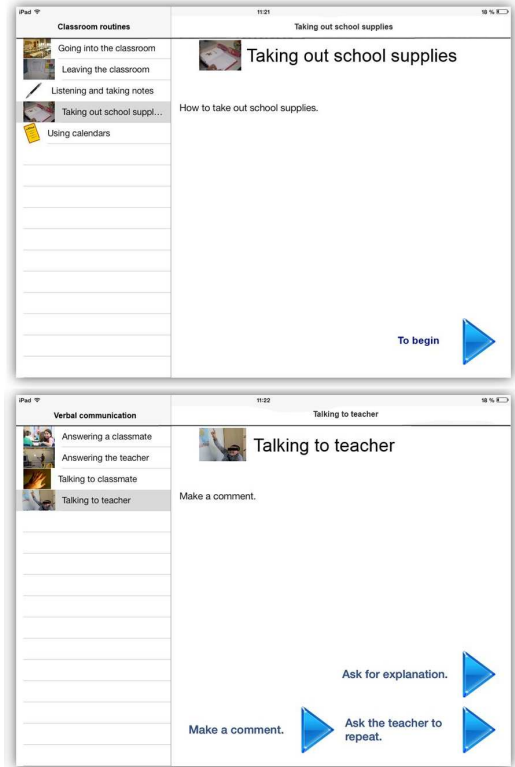 iPad 11:21 18 %
Classroom routines
Taking out school supplies
Going into the classroom
Leaving the classroom
Listening and taking notes
Taking out school suppl...
Using calendars
Taking out school supplies
How to take out school supplies.
To begin
iPad 11:22 18 %
Verbal communication
Talking to teacher
Answering a classmate
Answering the teacher
Talking to classmate
Talking to teacher
Talking to teacher
Make a comment.
Ask for explanation.
Make a comment.
Ask the teacher to
repeat.